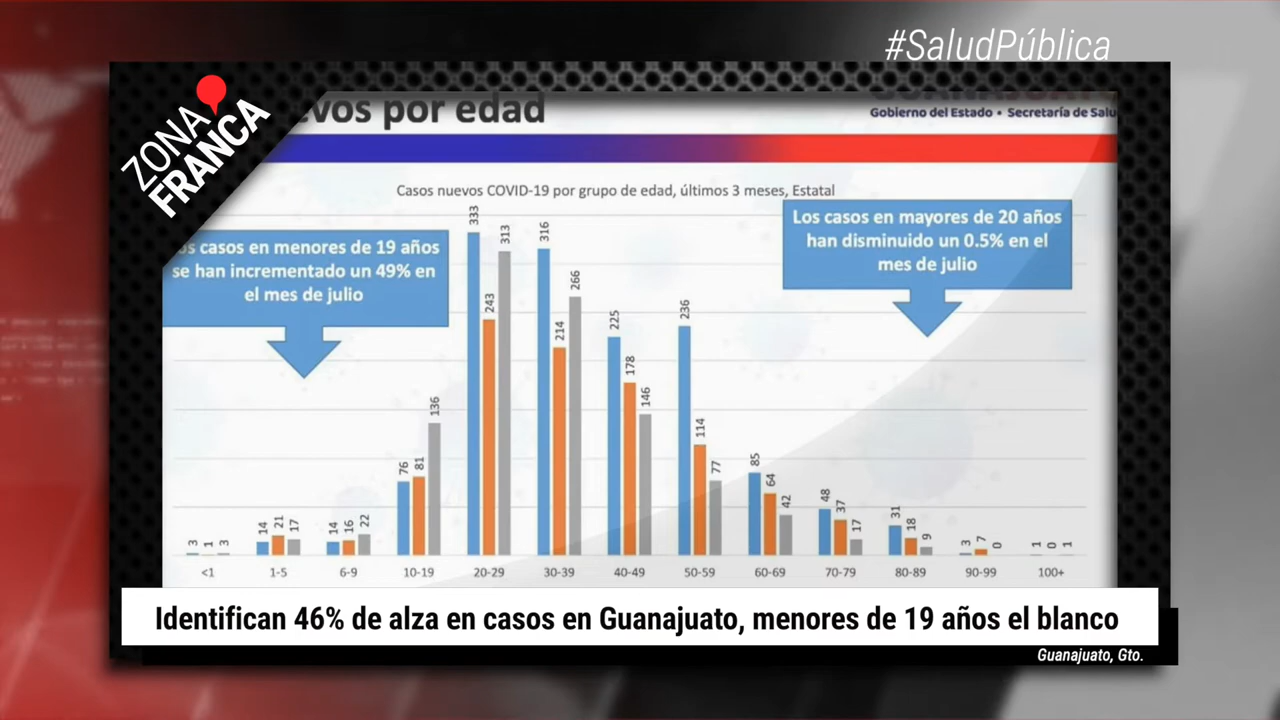 #SaludPública
ZONA
FRANCA
vos por edad
Gobierno del Estado • Secretaría de Salu
Casos nuevos COVID-19 por grupo de edad, últimos 3 meses, Estatal
s casos en menores de 19 años
se han incrementado un 49% en
el mes de julio
Los casos en mayores de 20 años
han disminuido un 0.5% en el
mes de julio
3 1 3
14 21 17
14 16 22
76 81 136
333 243 313
316 214 266
225 178 146
236 114 77
85 64 42
48 37 17
31 18 9
3 7 0
1 0 1
<1 1-5 6-9 10-19 20-29 30-39 40-49 50-59 60-69 70-79 80-89 90-99 100+
Identifican 46% de alza en casos en Guanajuato, menores de 19 años el blanco
Guanajuato, Gto.